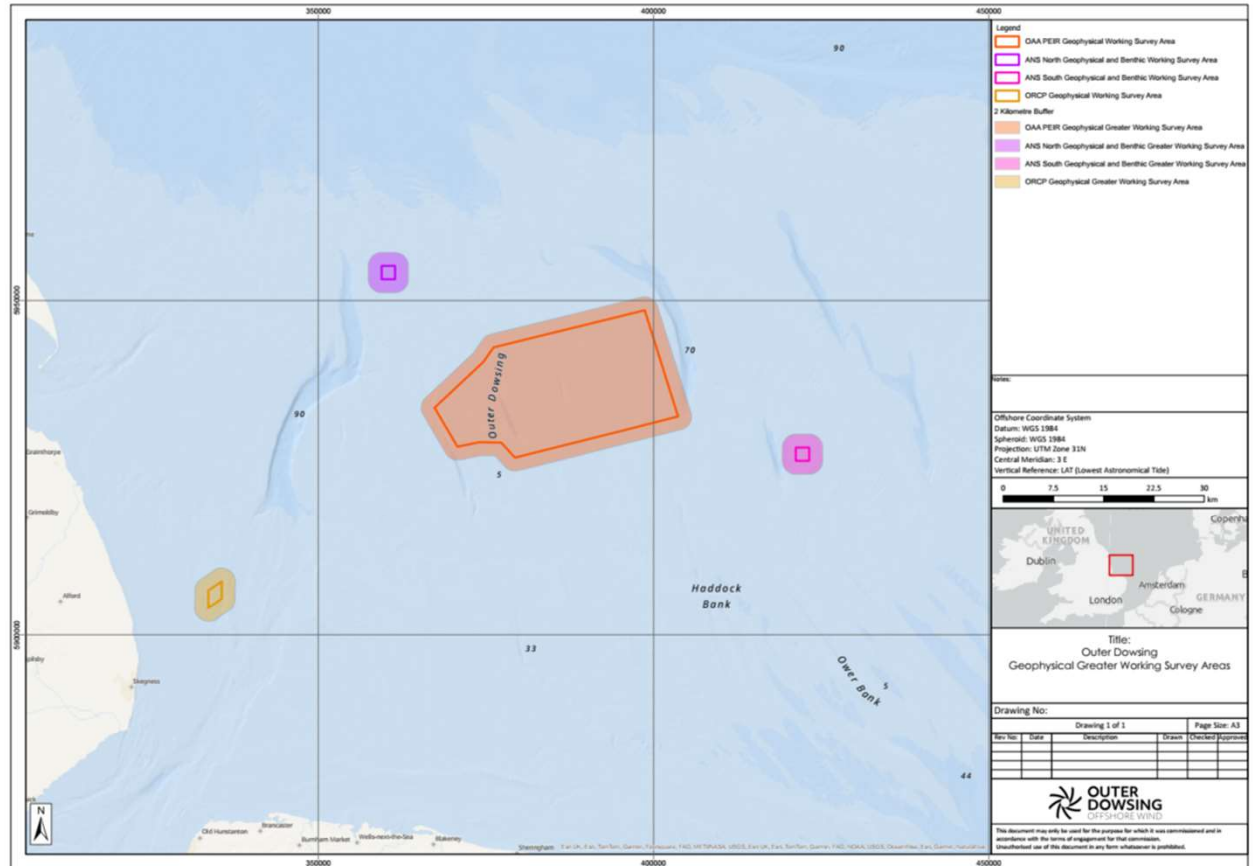 350000
400000
450000
5950000
5900000
90
90
70
Outer Dowsing
5
Haddock
Bank
33
Ower Bank
5
44
Grainthorpe
Grimoldby
Alford
Skegness
Old Hunstanton
Brancaster
Burnham Market
Wells-next-the-Sea
Blakeney
Sheringham
350000
400000
450000
N
Legend
OAA PEIR Geophysical Working Survey Area
ANS North Geophysical and Benthic Working Survey Area
ANS South Geophysical and Benthic Working Survey Area
ORCP Geophysical Working Survey Area
2 Kilometre Buffer
OAA PEIR Geophysical Greater Working Survey Area
ANS North Geophysical and Benthic Greater Working Survey Area
ANS South Geophysical and Benthic Greater Working Survey Area
ORCP Geophysical Greater Working Survey Area
Notes:
Offshore Coordinate System
Datum: WGS 1984
Spheroid: WGS 1984
Projection: UTM Zone 31N
Central Meridian: 3 E
Vertical Reference: LAT (Lowest Astronomical Tide)
0 7.5 15 22.5 30
km
UNITED
KINGDOM
Copenha
Dublin
Amsterdam
B
London
GERMANY
Cologne
Title:
Outer Dowsing
Geophysical Greater Working Survey Areas
Drawing No:
Drawing 1 of 1 Page Size: A3
Rev No: Date Description Drawn Checked Approved
OUTER
DOWSING
OFFSHORE WIND
This document may only be used for the purpose for which it was commissioned and in
accordance with the terms of engagement for that commission.
Unauthorised use of this document in any form whatsoever is prohibited.